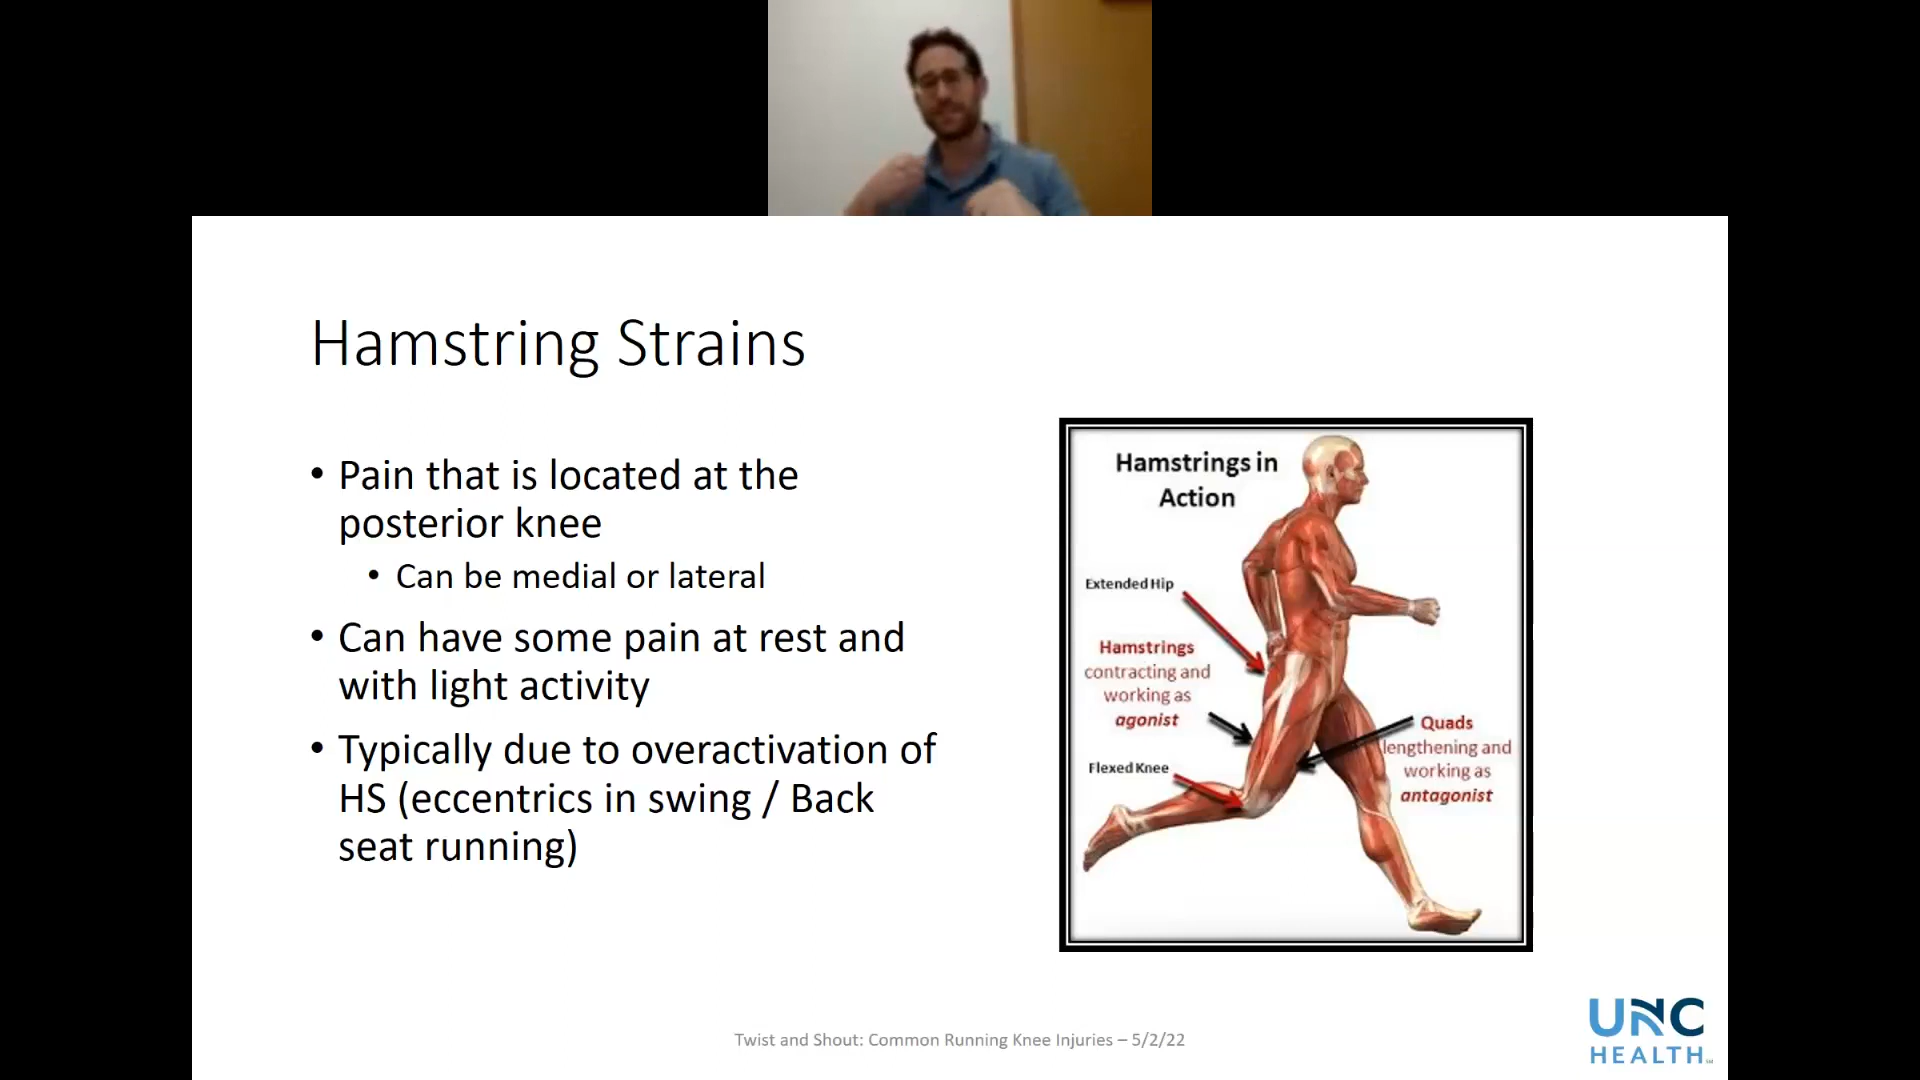 Hamstring Strains
• Pain that is located at the
posterior knee
• Can be medial or lateral
• Can have some pain at rest and
with light activity
• Typically due to overactivation of
HS (eccentrics in swing / Back
seat running)
Hamstrings in
Action
Extended Hip
Hamstrings
contracting and
working as
agonist
Flexed Knee
Quads
lengthening and
working as
antagonist
Twist and Shout: Common Running Knee Injuries – 5/2/22
UNC
HEALTH